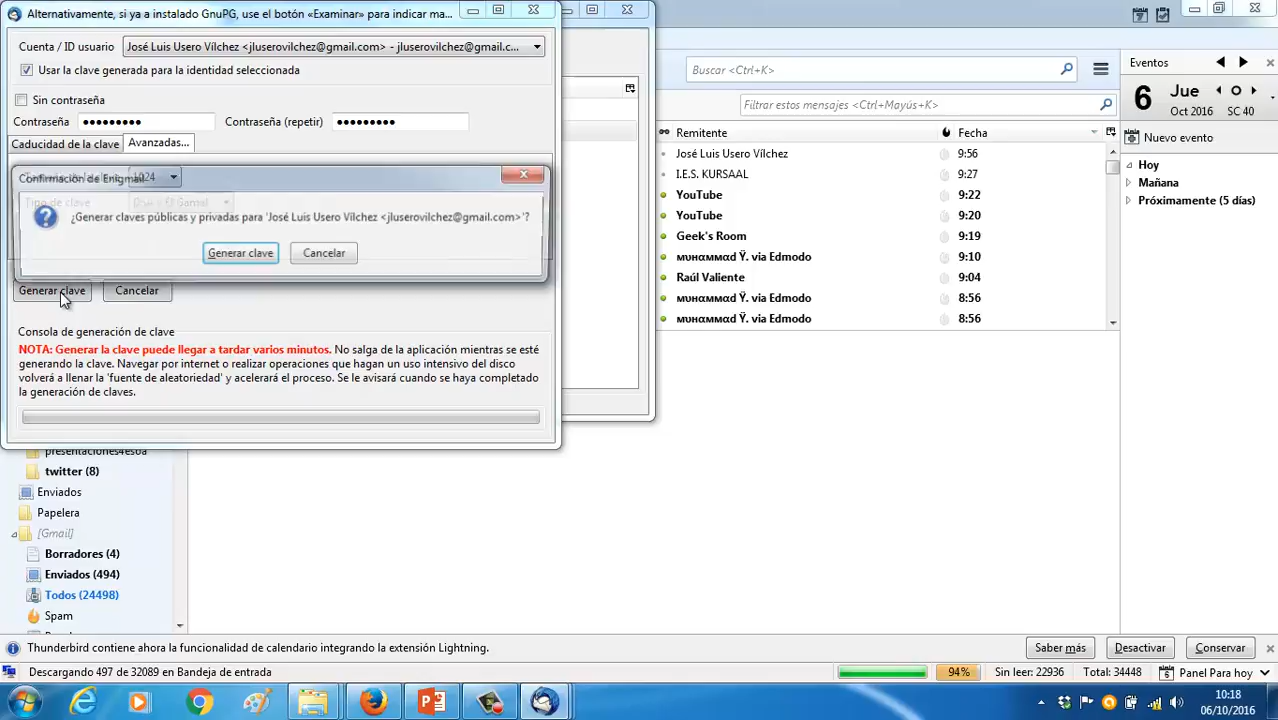 Alternativamente, si ya a instalado GnuPG, use el botón «Examinar» para indicar ma...
Cuenta / ID usuario
José Luis Usero Vílchez <jluserovilchez@gmail.com> - jluserovilchez@gmail.c...
Usar la clave generada para la identidad seleccionada
Sin contraseña
Contraseña
●●●●●●●●●
Contraseña (repetir)
●●●●●●●●●
Caducidad de la clave
Avanzadas...
Confirmación de Enigmail
1024
Tipo de clave
¿Generar claves públicas y privadas para 'José Luis Usero Vílchez <jluserovilchez@gmail.com>'?
Generar clave
Cancelar
Generar clave
Cancelar
Consola de generación de clave
NOTA: Generar la clave puede llegar a tardar varios minutos. No salga de la aplicación mientras se esté
generando la clave. Navegar por internet o realizar operaciones que hagan un uso intensivo del disco
volverá a llenar la 'fuente de aleatoriedad' y acelerará el proceso. Se le avisará cuando se haya completado
la generación de claves.
Buscar <Ctrl+K>
Filtrar estos mensajes <Ctrl+Mayús+K>
Remitente
Fecha
José Luis Usero Vílchez 9:56
I.E.S. KURSAAL 9:27
YouTube 9:22
YouTube 9:20
Geek's Room 9:19
мυнαммαd Ÿ. via Edmodo 9:10
Raúl Valiente 9:04
мυнαммαd Ÿ. via Edmodo 8:56
мυнαммαd Ÿ. via Edmodo 8:56
Eventos
6
Jue
Oct 2016
SC 40
Nuevo evento
Hoy
Mañana
Próximamente (5 días)
presentaciones4esoa
twitter (8)
Enviados
Papelera
[Gmail]
Borradores (4)
Enviados (494)
Todos (24498)
Spam
Thunderbird contiene ahora la funcionalidad de calendario integrando la extensión Lightning.
Saber más
Desactivar
Conservar
Descargando 497 de 32089 en Bandeja de entrada
94%
Sin leer: 22936
Total: 34448
Panel Para hoy
10:18
06/10/2016